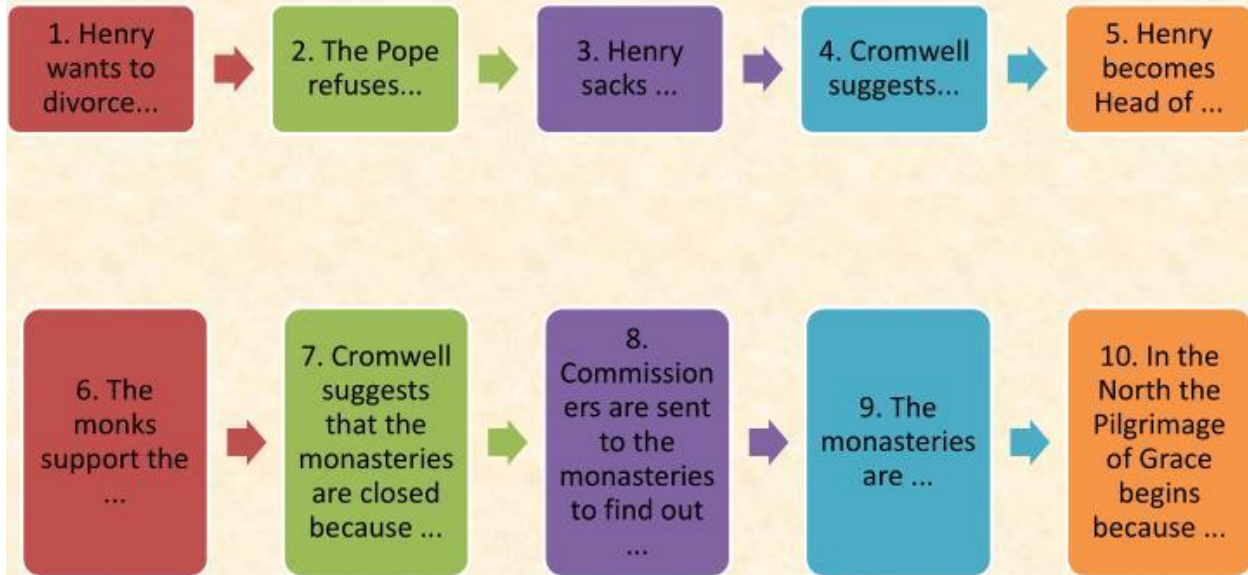 1. Henry
wants to
divorce...
2. The Pope
refuses...
3. Henry
sacks ...
4. Cromwell
suggests...
5. Henry
becomes
Head of ...
6. The
monks
support the
...
7. Cromwell
suggests
that the
monasteries
are closed
because ...
8.
Commission
ers are sent
to the
monasteries
to find out
...
9. The
monasteries
are ...
10. In the
North the
Pilgrimage
of Grace
begins
because ...